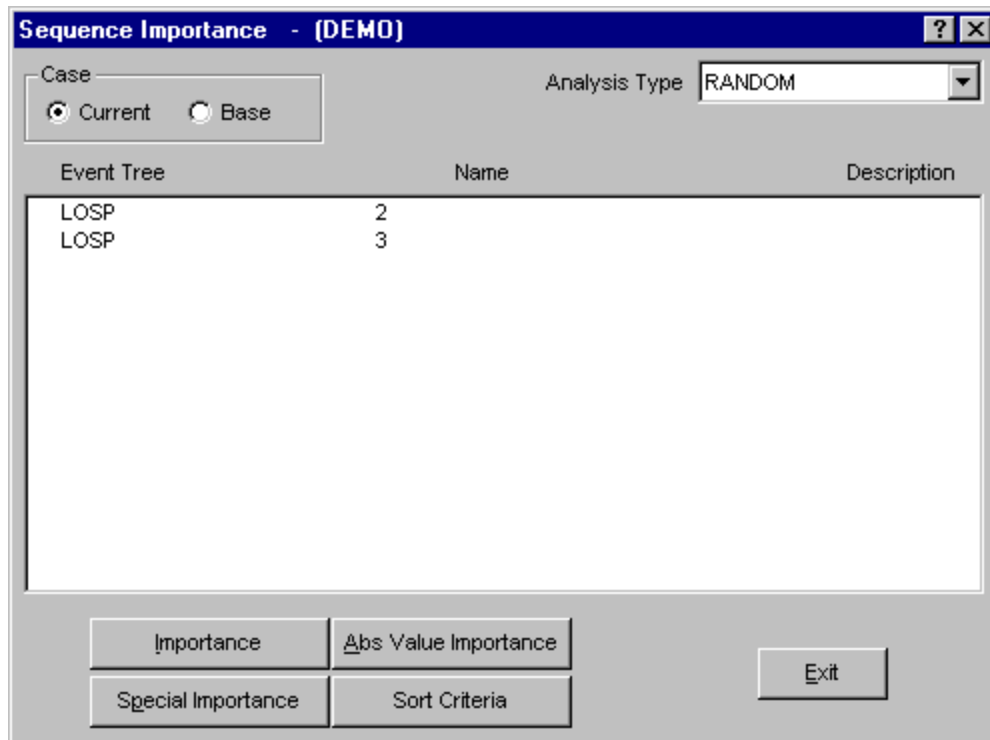 Sequence Importance - (DEMO)
Case
Current Base
Analysis Type RANDOM
Event Tree Name Description
LOSP 2
LOSP 3
Importance Abs Value Importance
Special Importance Sort Criteria
Exit